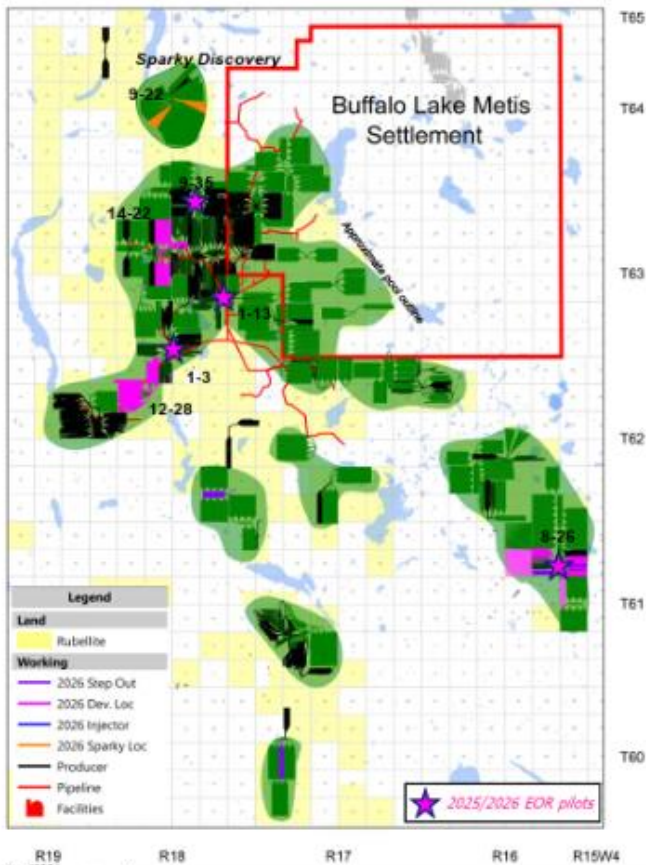 T65
Sparky Discovery
9-22
T64
Buffalo Lake Metis
Settlement
14-22
Approximate pool outline
T63
1-13
1-3
12-28
T62
8-26
T61
T60
Legend
Land
Rubellite
Working
2026 Step Out
2026 Dev. Loc
2026 Injector
2026 Sparky Loc
Producer
Pipeline
Facilities
2025/2026 EOR pilots
R19
R18
R17
R16
R15W4